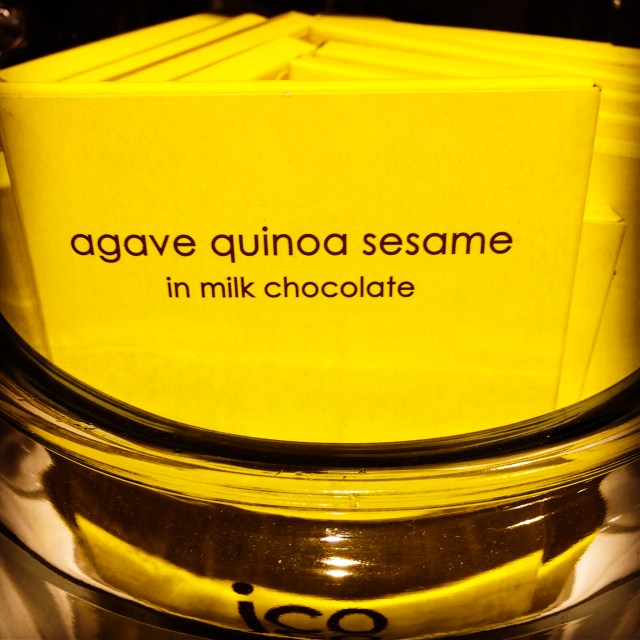 agave quinoa sesame
in milk chocolate